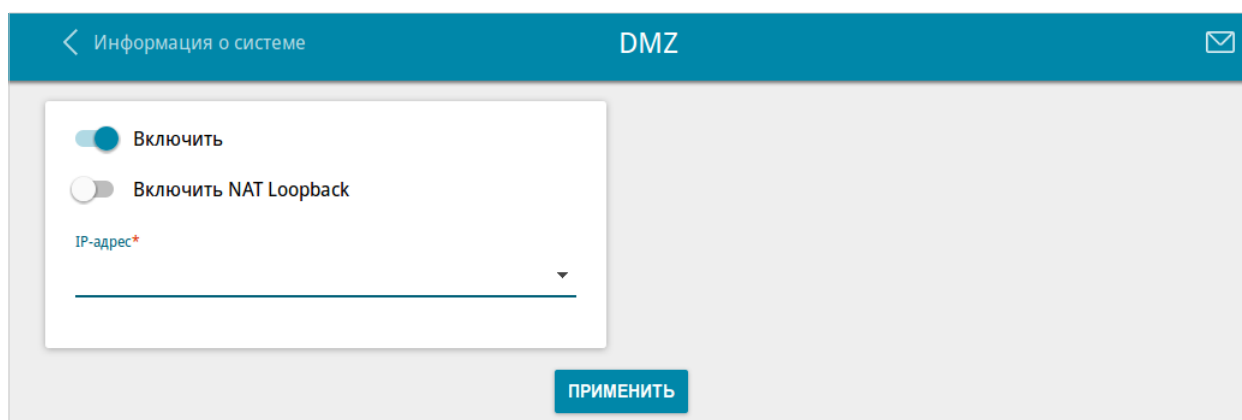 Информация о системе
DMZ
Включить
Включить NAT Loopback
IP-адрес*
ПРИМЕНИТЬ